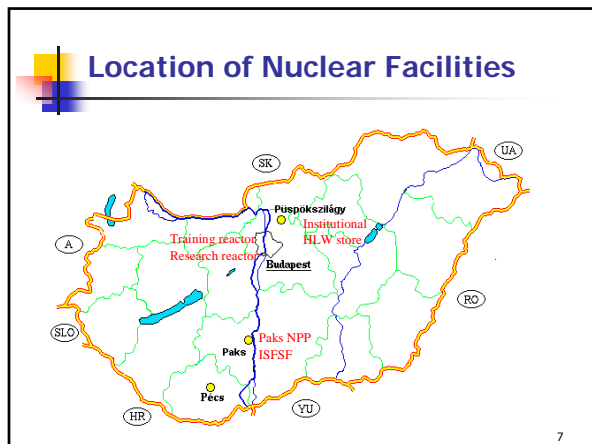 Location of Nuclear Facilities
UA
SK
Püspökszilágy
Institutional
HLW store
Training reactor
Research reactor
A
Budapest
RO
SLO
Paks NPP
ISFSF
Paks
Pécs
HR
YU
7